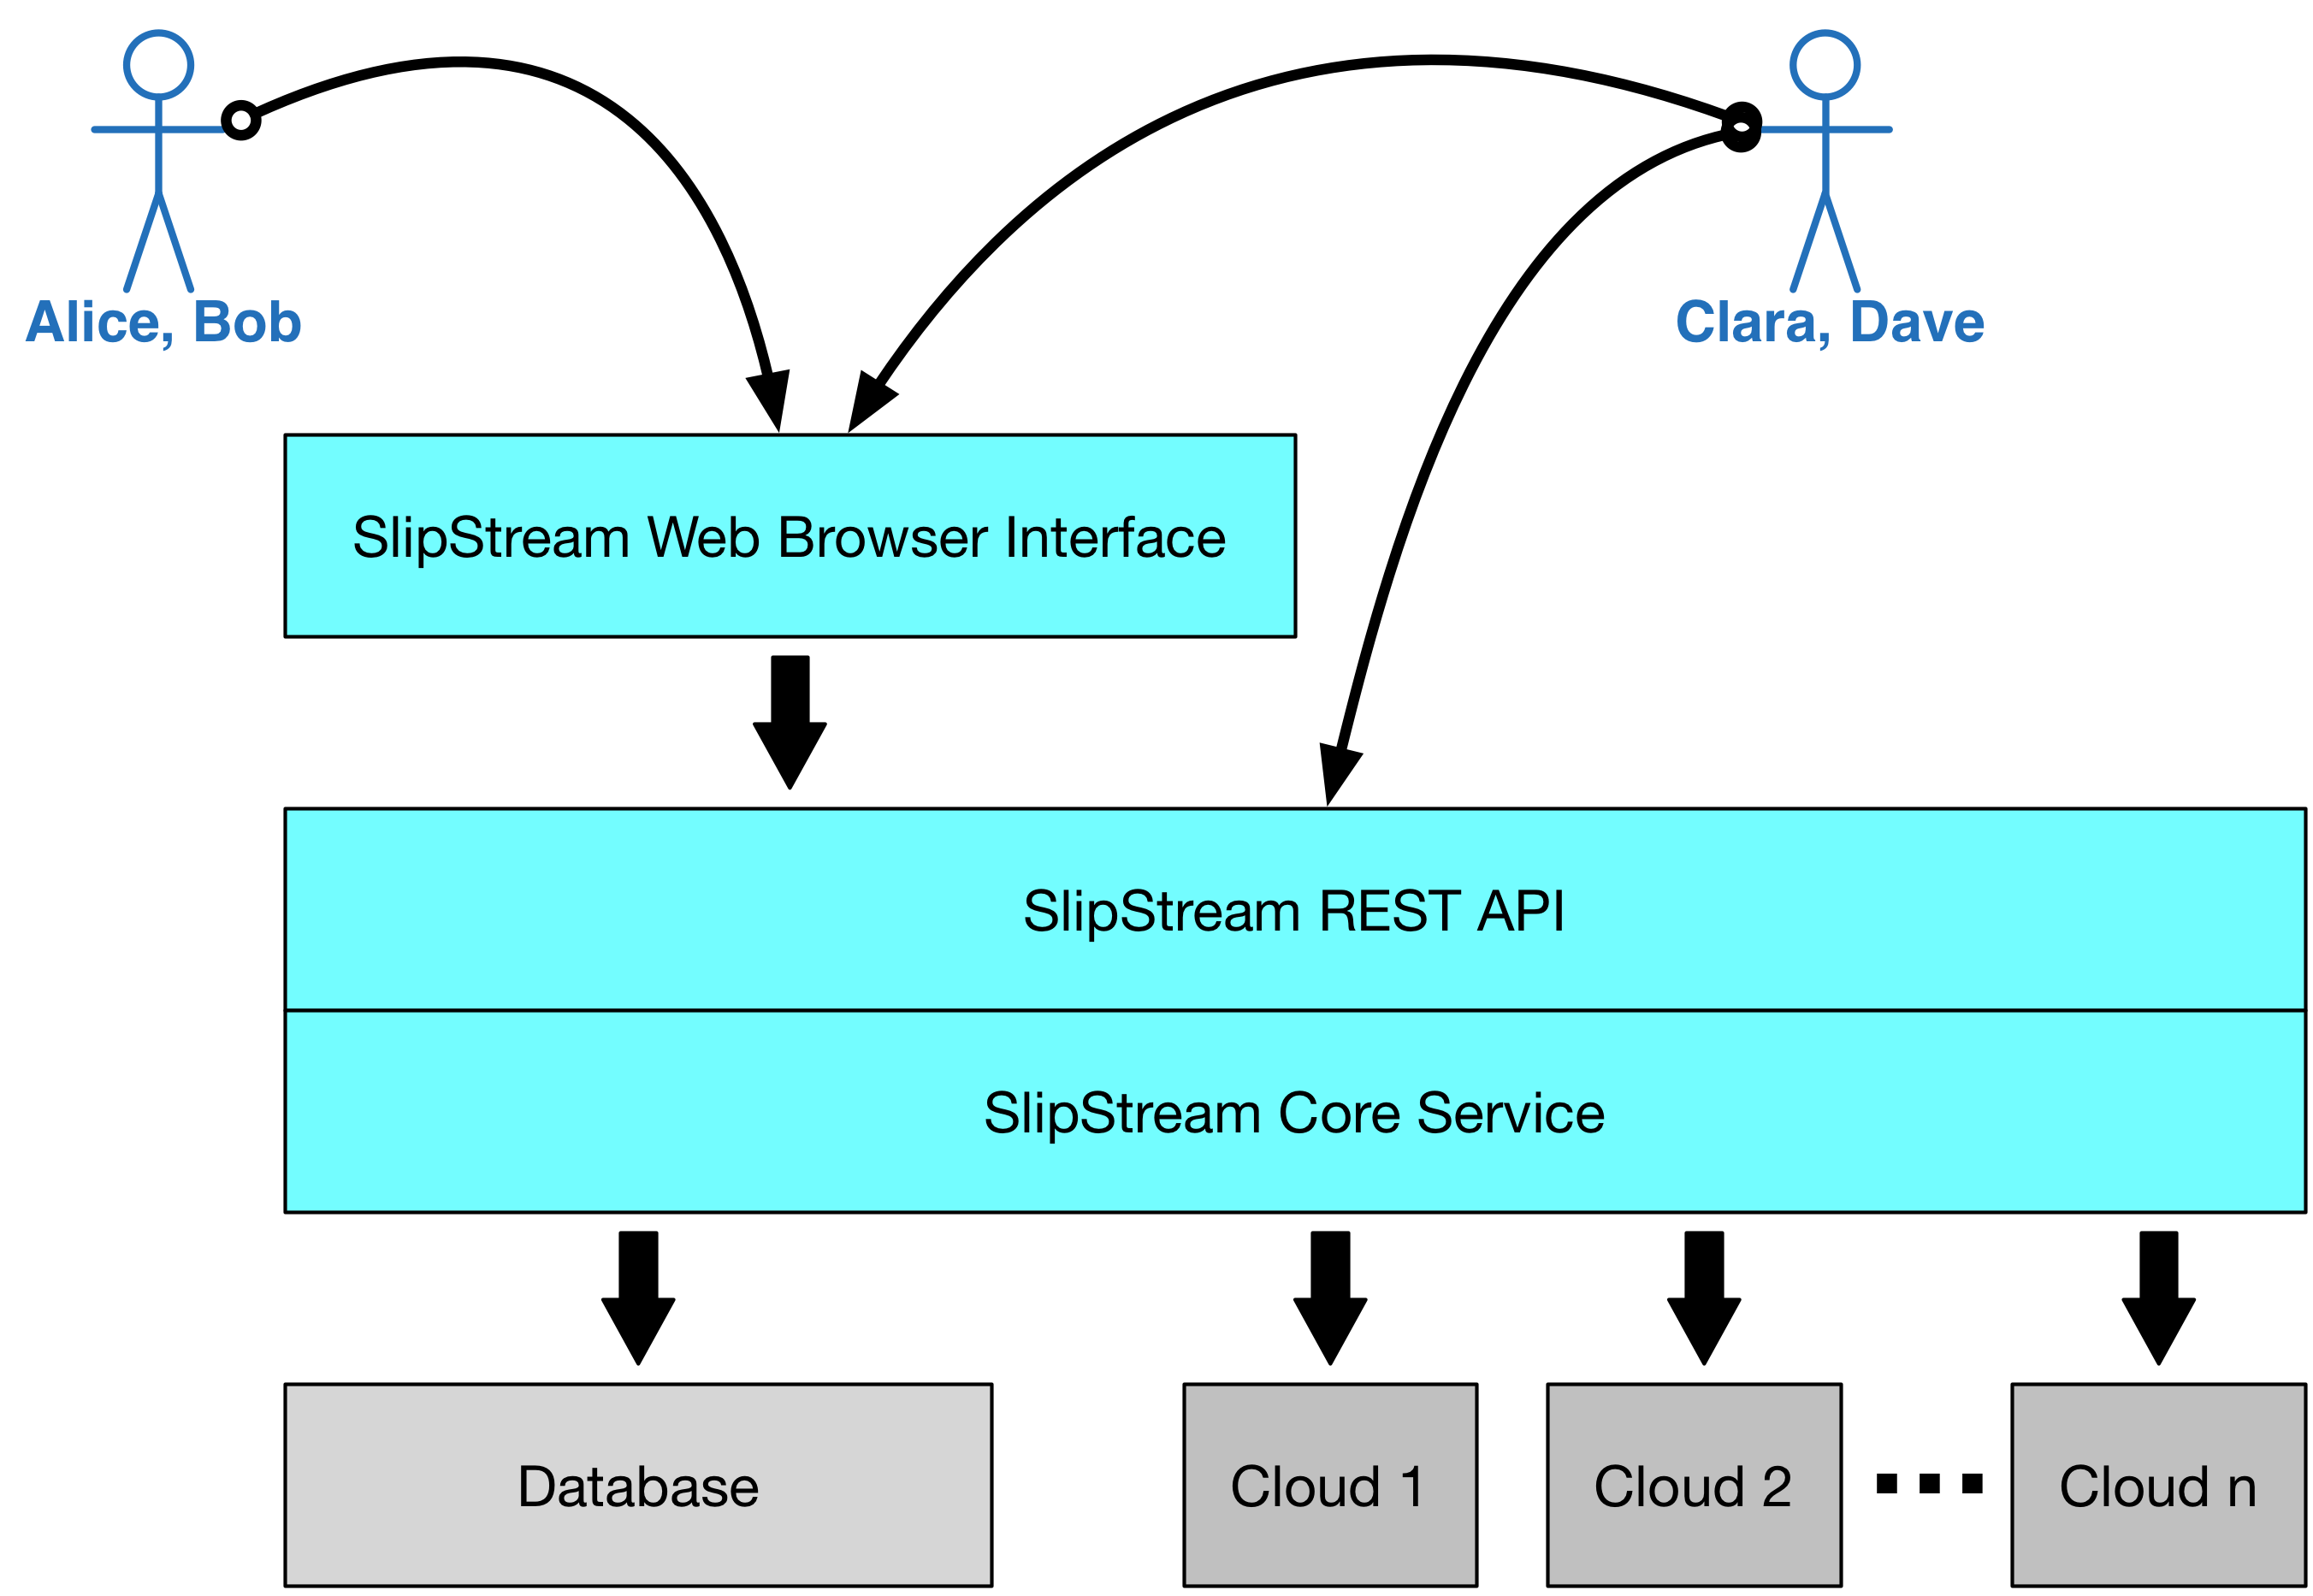 Alice, Bob
Clara, Dave
SlipStream Web Browser Interface
SlipStream REST API
SlipStream Core Service
Database
Cloud 1
Cloud 2
Cloud n